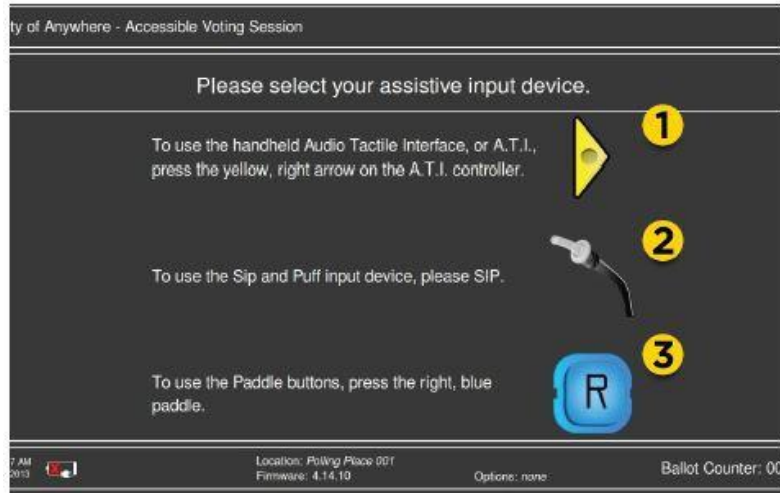 ty of Anywhere - Accessible Voting Session
Please select your assistive input device.
To use the handheld Audio Tactile Interface, or A.T.I.,
press the yellow, right arrow on the A.T.I. controller.
1
To use the Sip and Puff input device, please SIP.
2
To use the Paddle buttons, press the right, blue
paddle.
R
3
7 AM
2013
Location: Polling Place 001
Firmware: 4.14.10
Options: none
Ballot Counter: 00